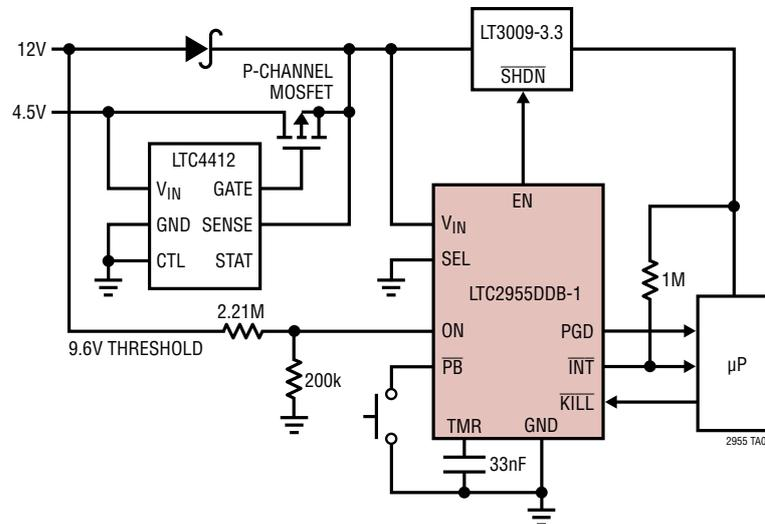 12V
LT3009-3.3
SHDN
P-CHANNEL
MOSFET
4.5V
LTC4412
VIN GATE
GND SENSE
CTL STAT
EN
VIN
SEL
LTC2955DDB-1
1M
2.21M
9.6V THRESHOLD
ON
PGD
µP
200k
PB
INT
KILL
TMR
GND
33nF
2955 TA0